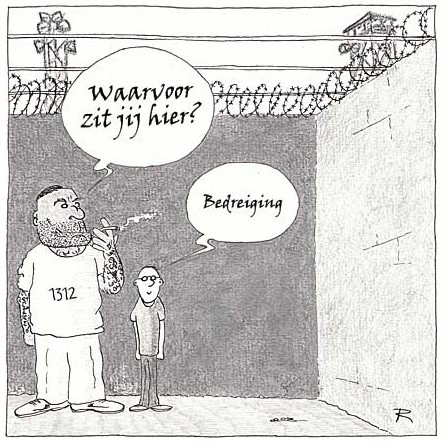 Waarvoor
zit jij hier?
Bedreiging
1312
R